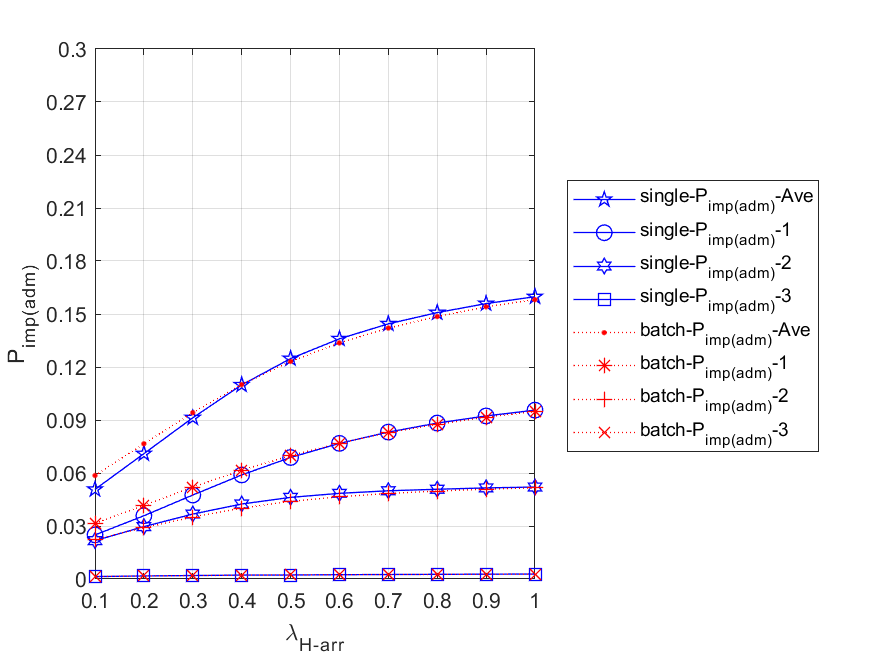 0.3
0.27
0.24
0.21
0.18
0.15
0.12
0.09
0.06
0.03
0
P_imp(adm)
0.1 0.2 0.3 0.4 0.5 0.6 0.7 0.8 0.9 1
λ_H-arr
single-P_imp(adm)-Ave
single-P_imp(adm)-1
single-P_imp(adm)-2
single-P_imp(adm)-3
batch-P_imp(adm)-Ave
batch-P_imp(adm)-1
batch-P_imp(adm)-2
batch-P_imp(adm)-3